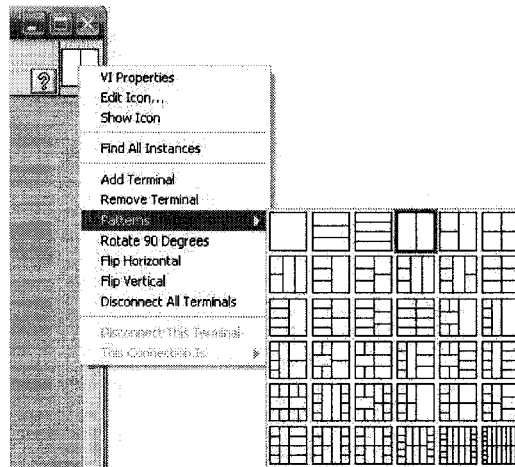 ?
VI Properties
Edit Icon...
Show Icon
Find All Instances
Add Terminal
Remove Terminal
Patterns
Rotate 90 Degrees
Flip Horizontal
Flip Vertical
Disconnect All Terminals
Disconnect This Terminal
This Connection Is